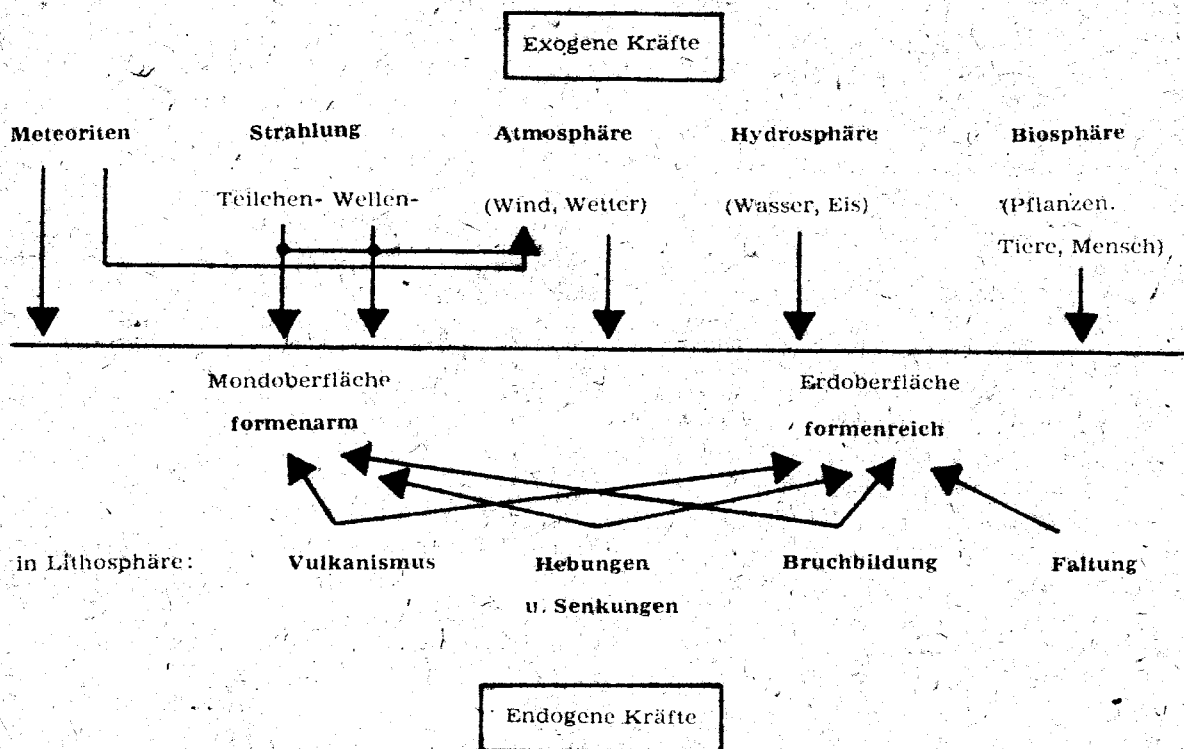 Exogene Kräfte
Meteoriten Strahlung Atmosphäre Hydrosphäre Biosphäre
Teilchen- Wellen- (Wind, Wetter) (Wasser, Eis) (Pflanzen.
Tiere, Mensch)
Mondoberfläche Erdoberfläche
formenarm formenreich
in Lithosphäre: Vulkanismus Hebungen Bruchbildung Faltung
u. Senkungen
Endogene Kräfte